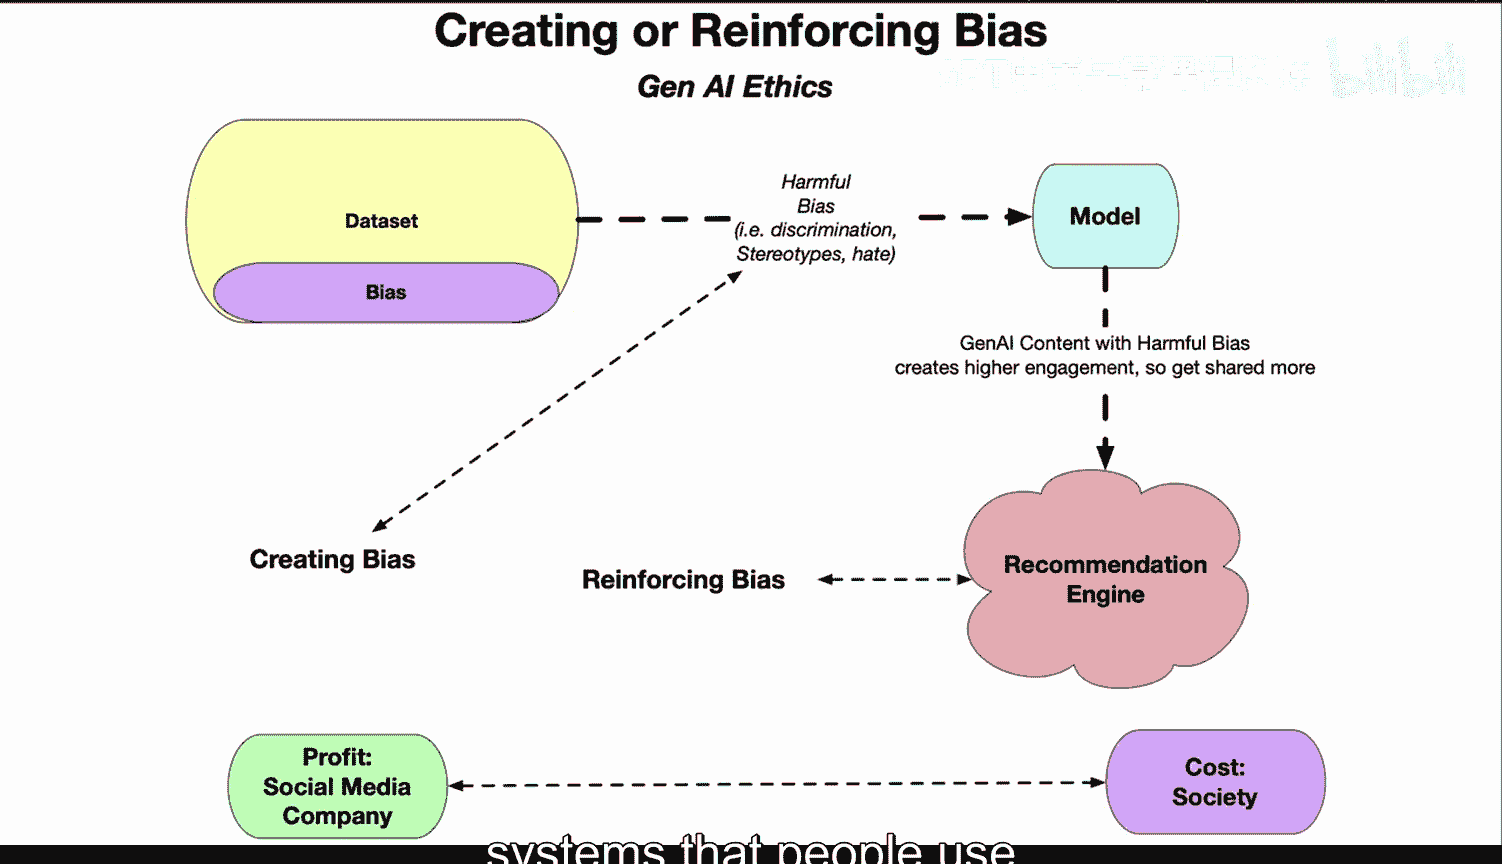 Creating or Reinforcing Bias
Gen AI Ethics
Dataset
Bias
Harmful
Bias
(i.e. discrimination,
Stereotypes, hate)
Model
GenAI Content with Harmful Bias
creates higher engagement, so get shared more
Creating Bias
Reinforcing Bias
Recommendation
Engine
Profit:
Social Media
Company
Cost:
Society
systems that people use